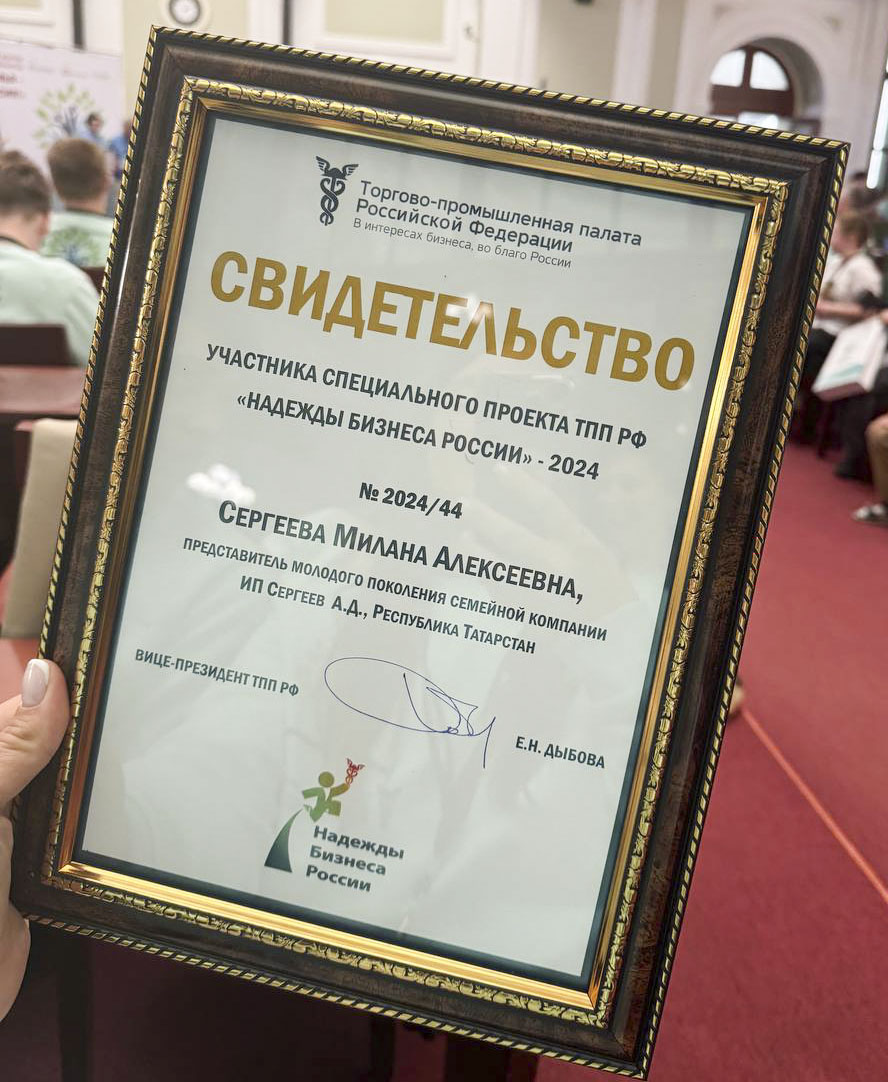 Торгово-промышленная палата
Российской Федерации
В интересах бизнеса, во благо России
СВИДЕТЕЛЬСТВО
УЧАСТНИКА СПЕЦИАЛЬНОГО ПРОЕКТА ТПП РФ
«НАДЕЖДЫ БИЗНЕСА РОССИИ» - 2024
№ 2024/44
СЕРГЕЕВА МИЛАНА АЛЕКСЕЕВНА,
ПРЕДСТАВИТЕЛЬ МОЛОДОГО ПОКОЛЕНИЯ СЕМЕЙНОЙ КОМПАНИИ
ИП СЕРГЕЕВ А.Д., РЕСПУБЛИКА ТАТАРСТАН
ВИЦЕ-ПРЕЗИДЕНТ ТПП РФ
Е.Н. ДЫБОВА
Надежды
Бизнеса
России